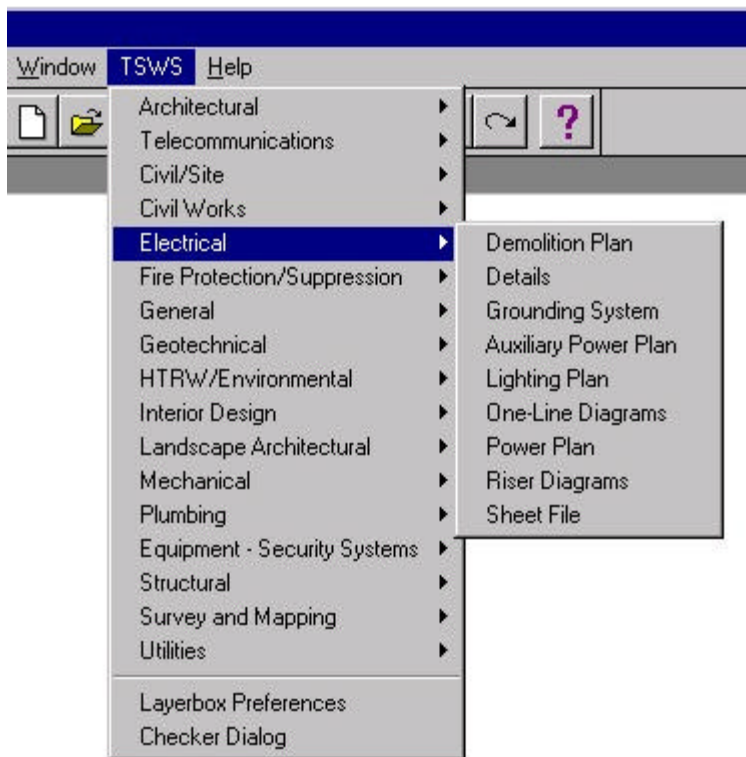 Window TSWS Help
?
Architectural
Telecommunications
Civil/Site
Civil Works
Electrical
Fire Protection/Suppression
General
Geotechnical
HTRW/Environmental
Interior Design
Landscape Architectural
Mechanical
Plumbing
Equipment - Security Systems
Structural
Survey and Mapping
Utilities
Layerbox Preferences
Checker Dialog
Demolition Plan
Details
Grounding System
Auxiliary Power Plan
Lighting Plan
One-Line Diagrams
Power Plan
Riser Diagrams
Sheet File